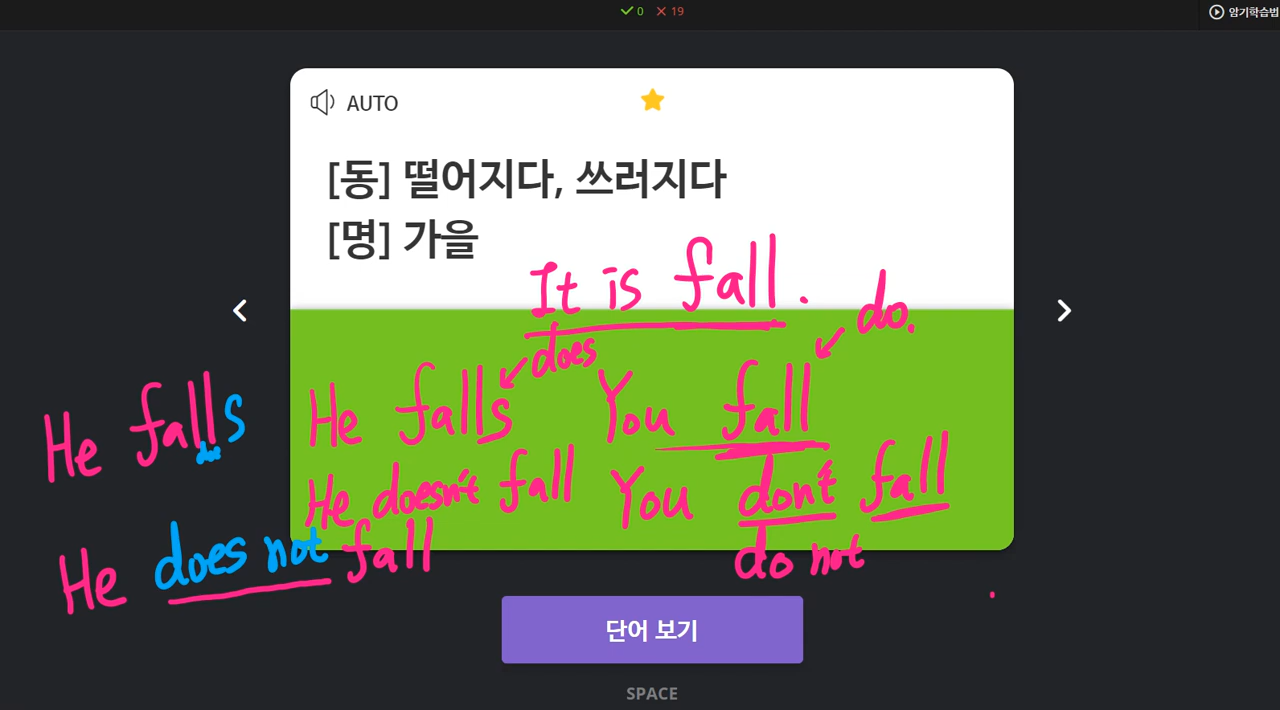 0 19
암기학습법
AUTO
[동] 떨어지다, 쓰러지다
[명] 가을
It is fall.
do.
does
He falls You fall
He falls
does
He doesn't fall You don't fall
He does not fall
do not
단어 보기
SPACE